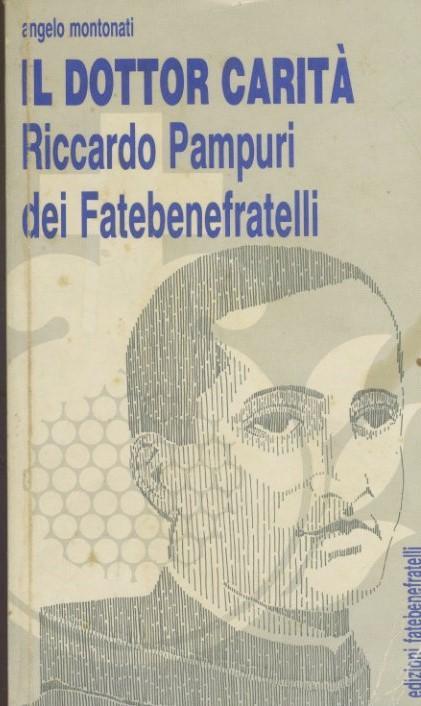 angelo montonati
IL DOTTOR CARITÀ
Riccardo Pampuri
dei Fatebenefratelli
edizioni fatebenefratelli